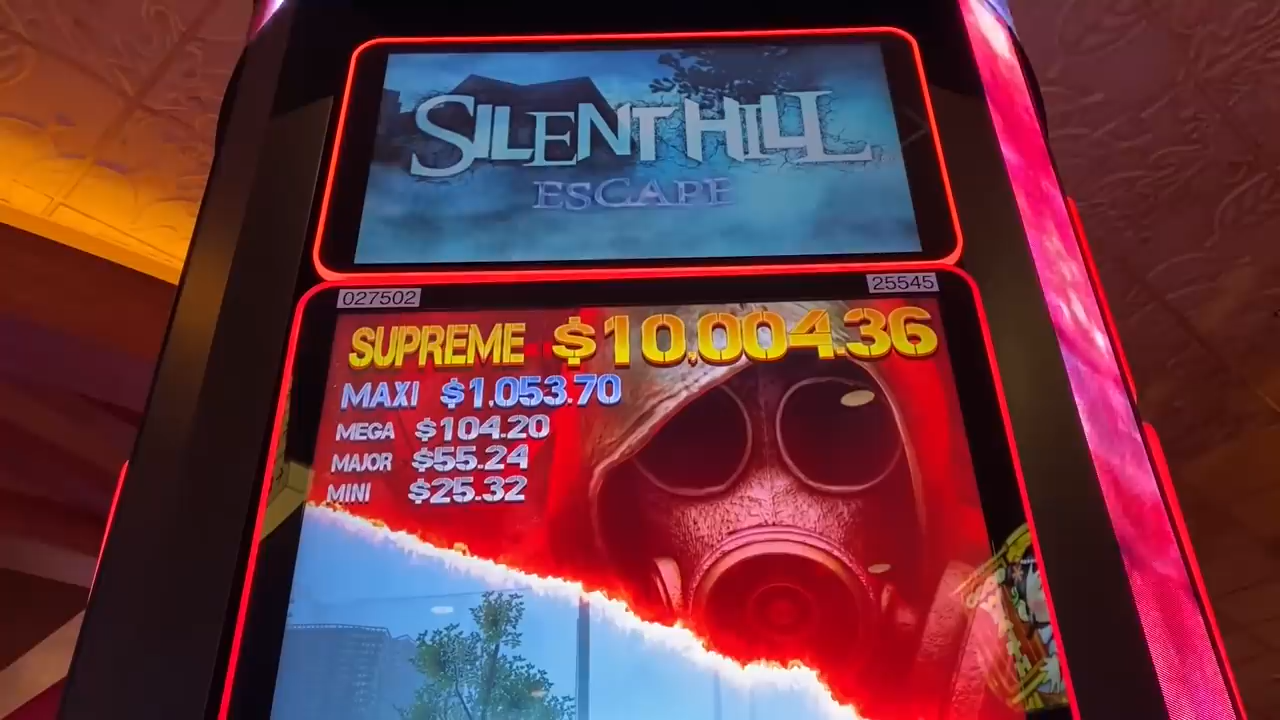 SILENT HILL
ESCAPE
027502
25545
SUPREME $10,004.36
MAXI $1,053.70
MEGA $104.20
MAJOR $55.24
MINI $25.32